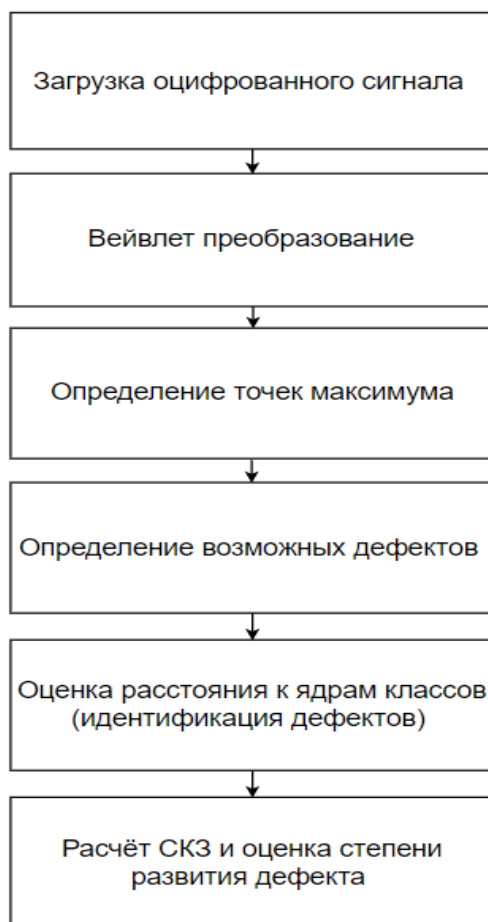 Загрузка оцифрованного сигнала
Вейвлет преобразование
Определение точек максимума
Определение возможных дефектов
Оценка расстояния к ядрам классов
(идентификация дефектов)
Расчёт СКЗ и оценка степени
развития дефекта